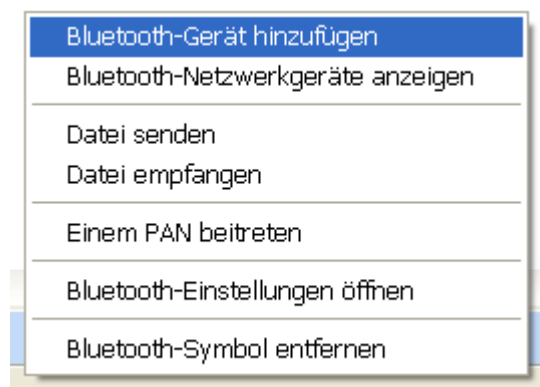 Bluetooth-Gerät hinzufügen
Bluetooth-Netzwerkgeräte anzeigen
Datei senden
Datei empfangen
Einem PAN beitreten
Bluetooth-Einstellungen öffnen
Bluetooth-Symbol entfernen